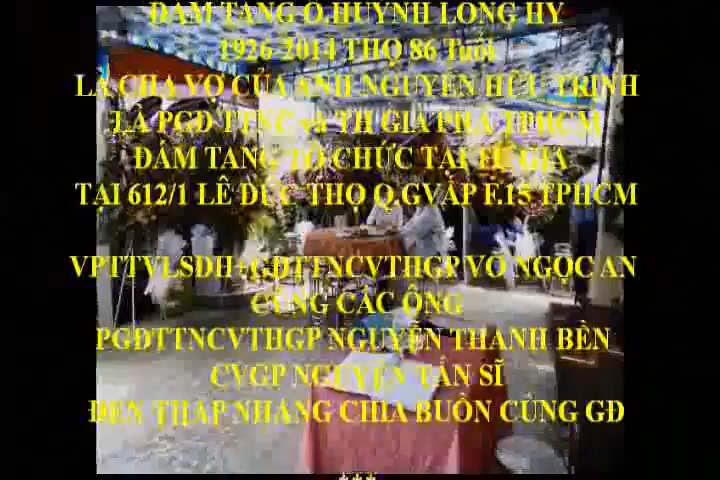 ĐÁM TANG Ô.HUỲNH LONG HY
1926-2014 THỌ 86 Tuổi
LÀ CHA VỢ CỦA ANH NGUYỄN HỮU TRINH
LÀ PGĐ TTNC và TH GIA PHẢ TPHCM
ĐÁM TANG TỔ CHỨC TẠI TƯ GIA
TẠI 612/1 LÊ ĐỨC THỌ Q.GVẤP F.15 TPHCM
VPTTVLSDH+GĐTTNCVTHGP VÕ NGỌC AN
CÙNG CÁC ÔNG
PGĐTTNCVTHGP NGUYỄN THANH BỀN
CVGP NGUYỄN TẤN SĨ
ĐẾN THẮP NHANG CHIA BUỒN CÙNG GĐ
***